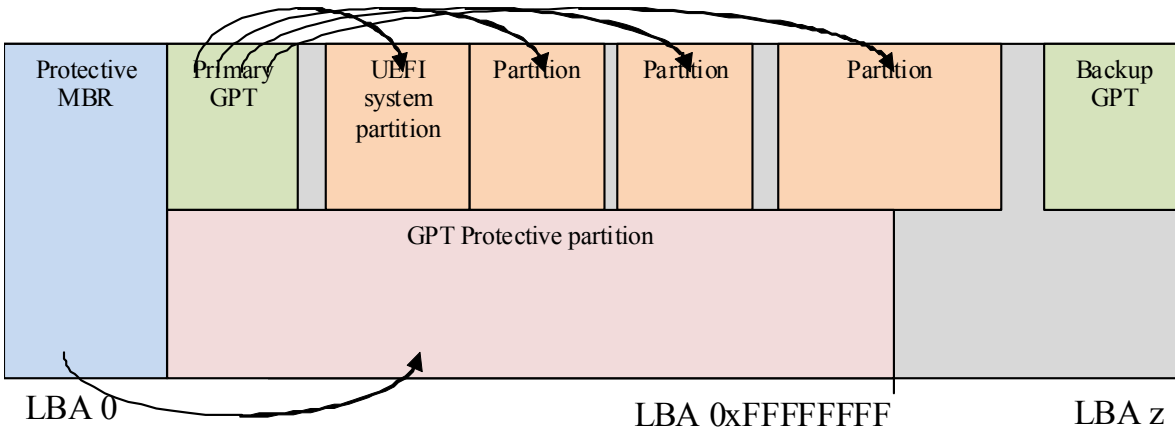 Protective
MBR
Primary
GPT
UEFI
system
partition
Partition
Partition
Partition
Backup
GPT
GPT Protective partition
LBA 0
LBA 0xFFFFFFFF
LBA z